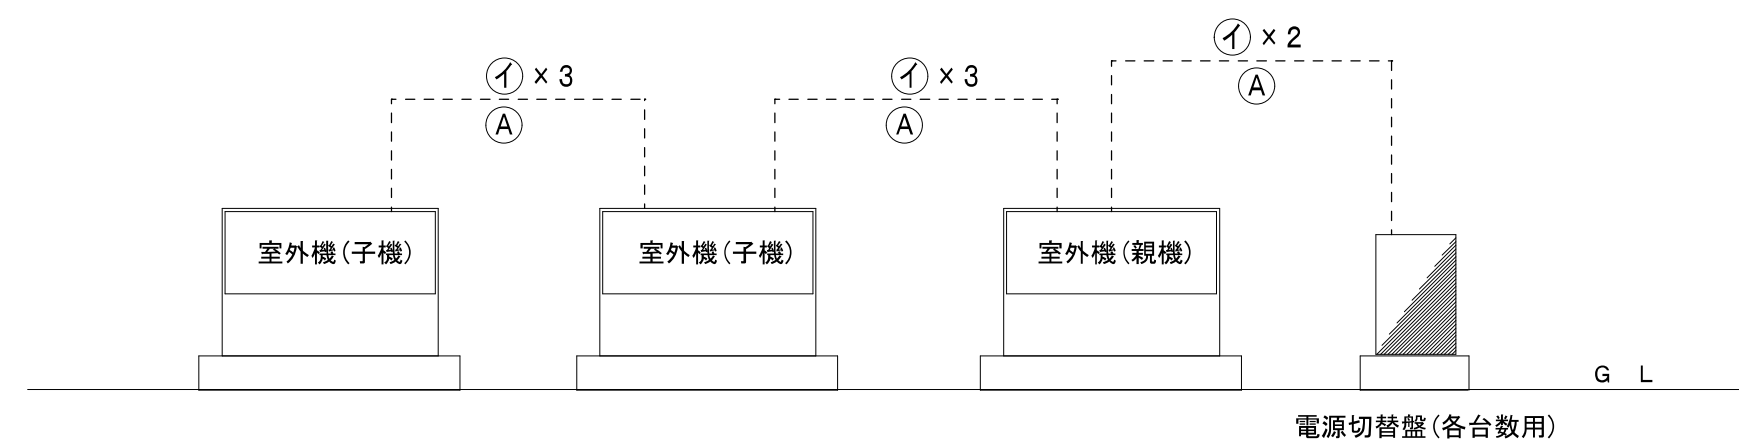 ㋑ × 2
㋑ × 3
㋑ × 3
Ⓐ
Ⓐ
Ⓐ
室外機(子機)
室外機(子機)
室外機(親機)
G L
電源切替盤(各台数用)